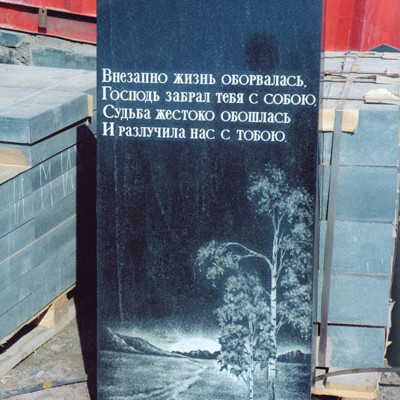 Внезапно жизнь оборвалась,
Господь забрал тебя с собою,
Судьба жестоко обошлась
И разлучила нас с тобою.